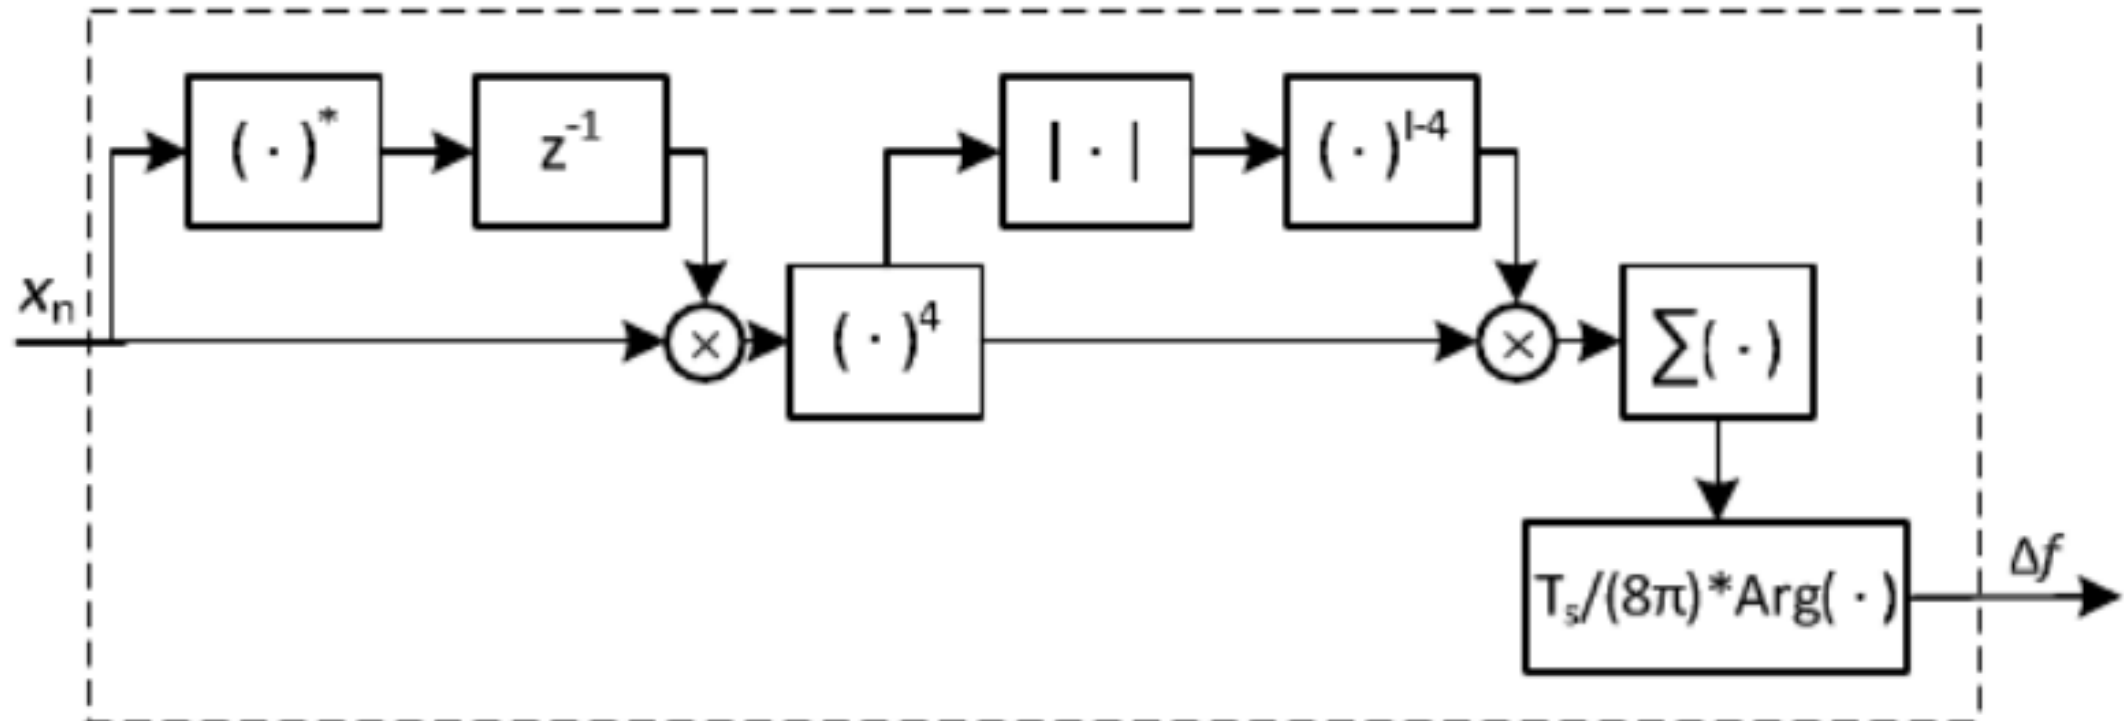 (·)*
z⁻¹
|·|
(·)ˡ⁻⁴
xₙ
×
(·)⁴
×
∑(·)
Tₛ/(8π)*Arg(·)
Δf